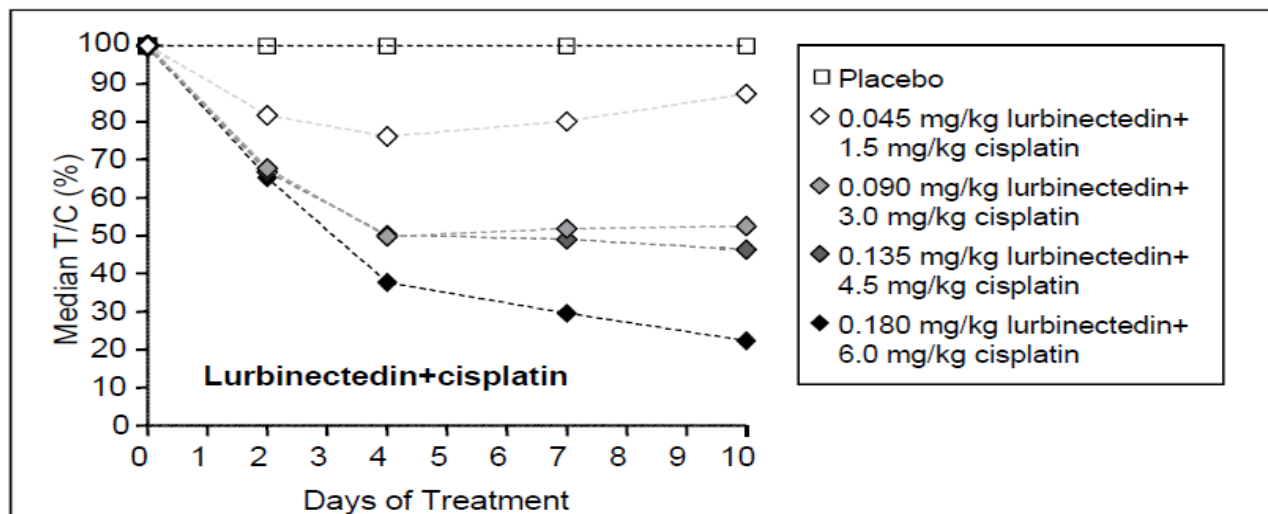 100
90
80
70
60
50
40
30
20
10
0
Median T/C (%)
Lurbinectedin+cisplatin
0 1 2 3 4 5 6 7 8 9 10
Days of Treatment
Placebo
0.045 mg/kg lurbinectedin+
1.5 mg/kg cisplatin
0.090 mg/kg lurbinectedin+
3.0 mg/kg cisplatin
0.135 mg/kg lurbinectedin+
4.5 mg/kg cisplatin
0.180 mg/kg lurbinectedin+
6.0 mg/kg cisplatin